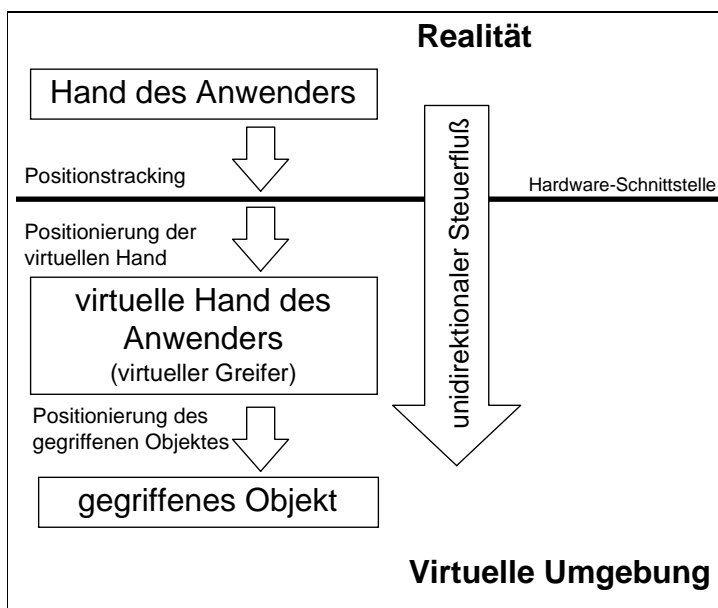 Realität
Hand des Anwenders
Positionstracking
Hardware-Schnittstelle
Positionierung der
virtuellen Hand
virtuelle Hand des
Anwenders
(virtueller Greifer)
unidirektionaler Steuerfluß
Positionierung des
gegriffenen Objektes
gegriffenes Objekt
Virtuelle Umgebung